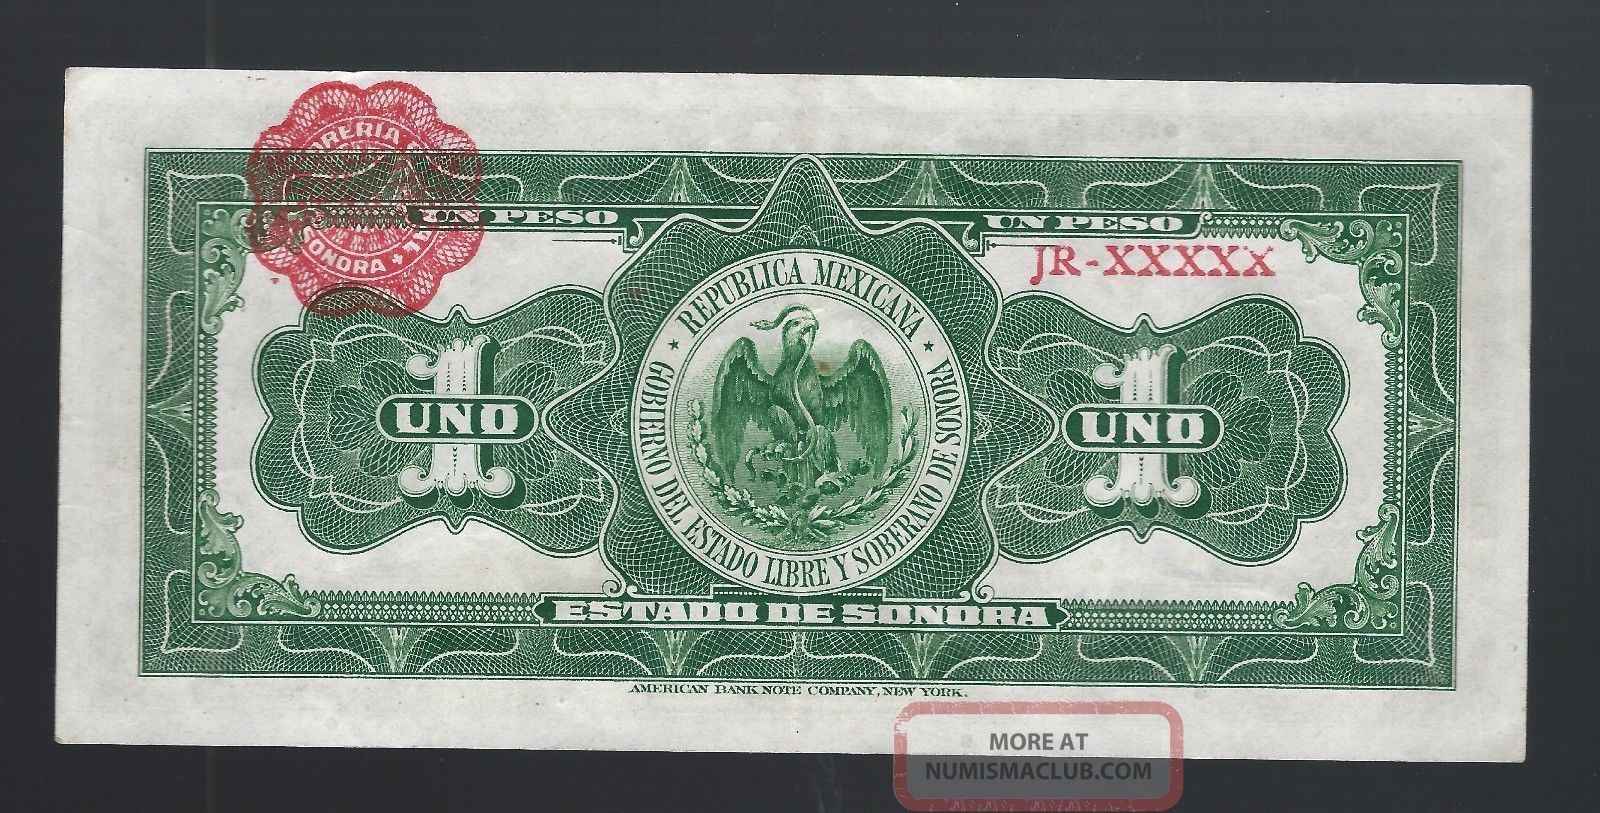 UN PESO
UN PESO
JR-XXXXX
REPUBLICA MEXICANA
★ GOBIERNO DEL ESTADO LIBRE Y SOBERANO DE SONORA ★
1
UNO
1
UNO
SONORA +
ESTADO DE SONORA
AMERICAN BANK NOTE COMPANY, NEW YORK.
MORE AT
NUMISMACLUB.COM